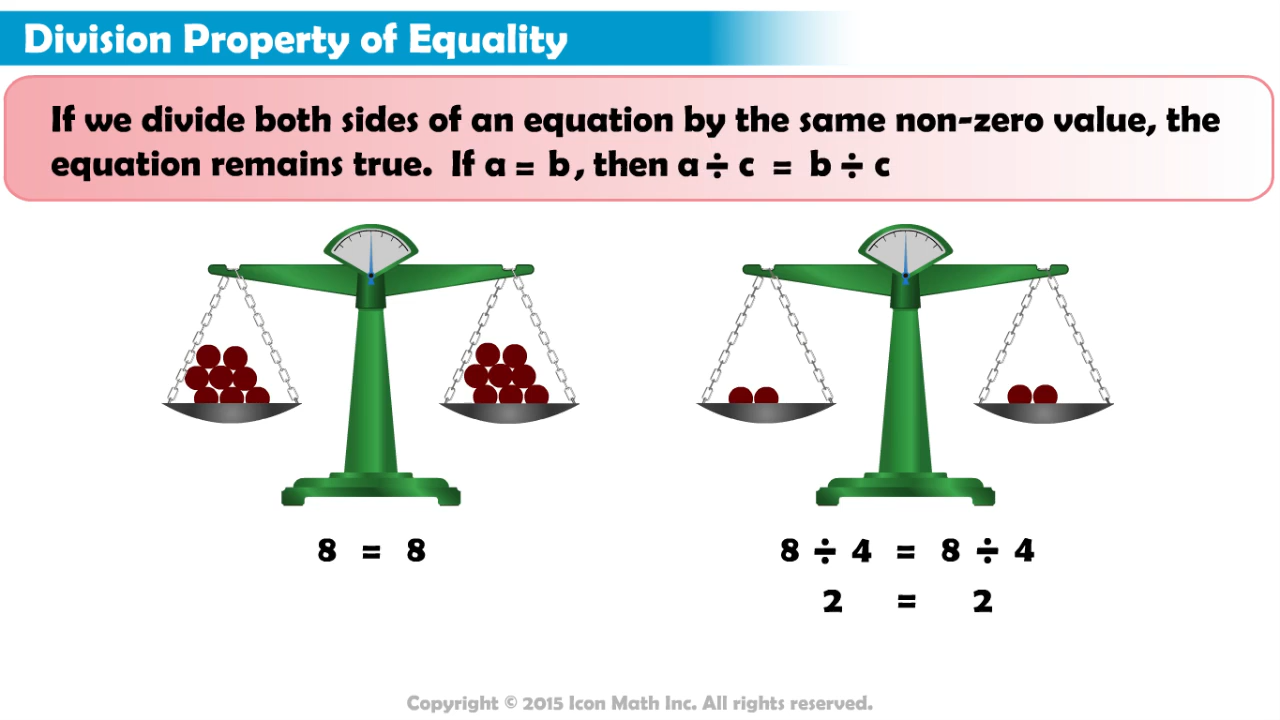 Division Property of Equality
If we divide both sides of an equation by the same non-zero value, the
equation remains true. If a = b, then a ÷ c = b ÷ c
8 = 8
8 ÷ 4 = 8 ÷ 4
2 = 2
Copyright © 2015 Icon Math Inc. All rights reserved.